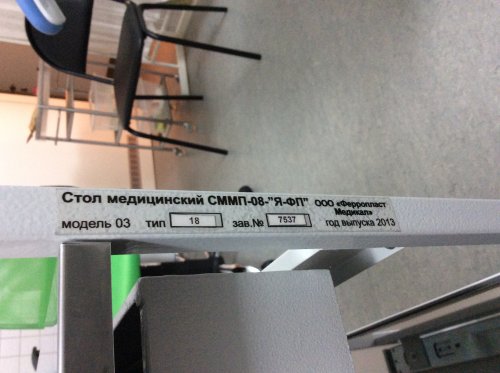 Стол медицинский СММП-08-"Я-ФП" ООО «Ферропласт
Медикал»
модель 03 тип 18 зав.№ 7537 год выпуска 2013